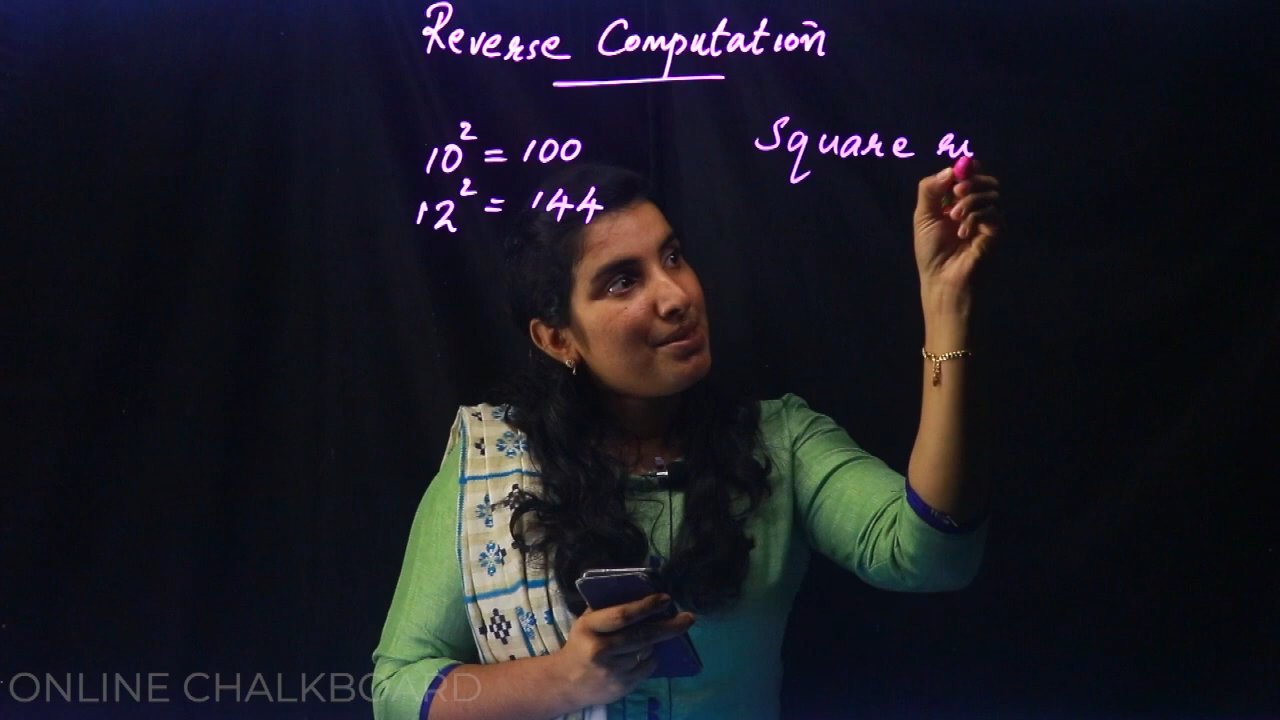 Reverse Computation
10² = 100
12² = 144
Square
ONLINE CHALKBOARD